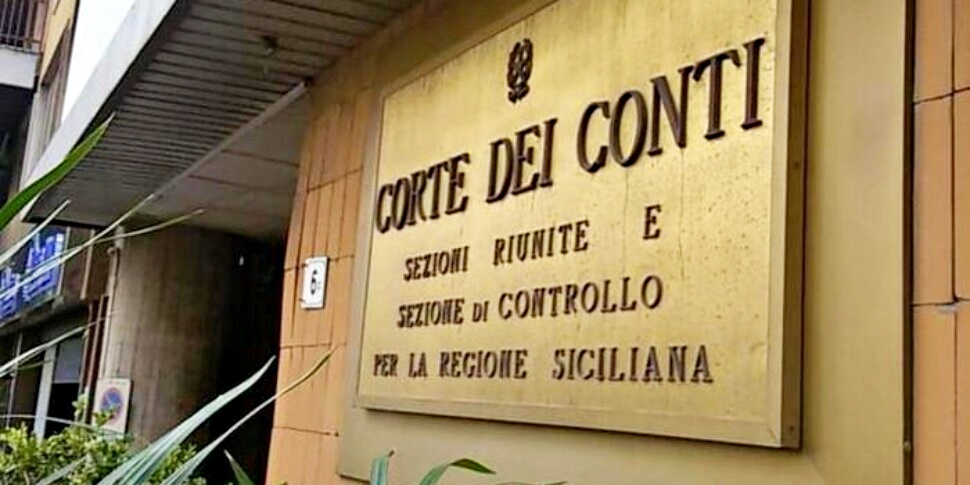 CORTE DEI CONTI
SEZIONI RIUNITE E
SEZIONE DI CONTROLLO
PER LA REGIONE SICILIANA
6